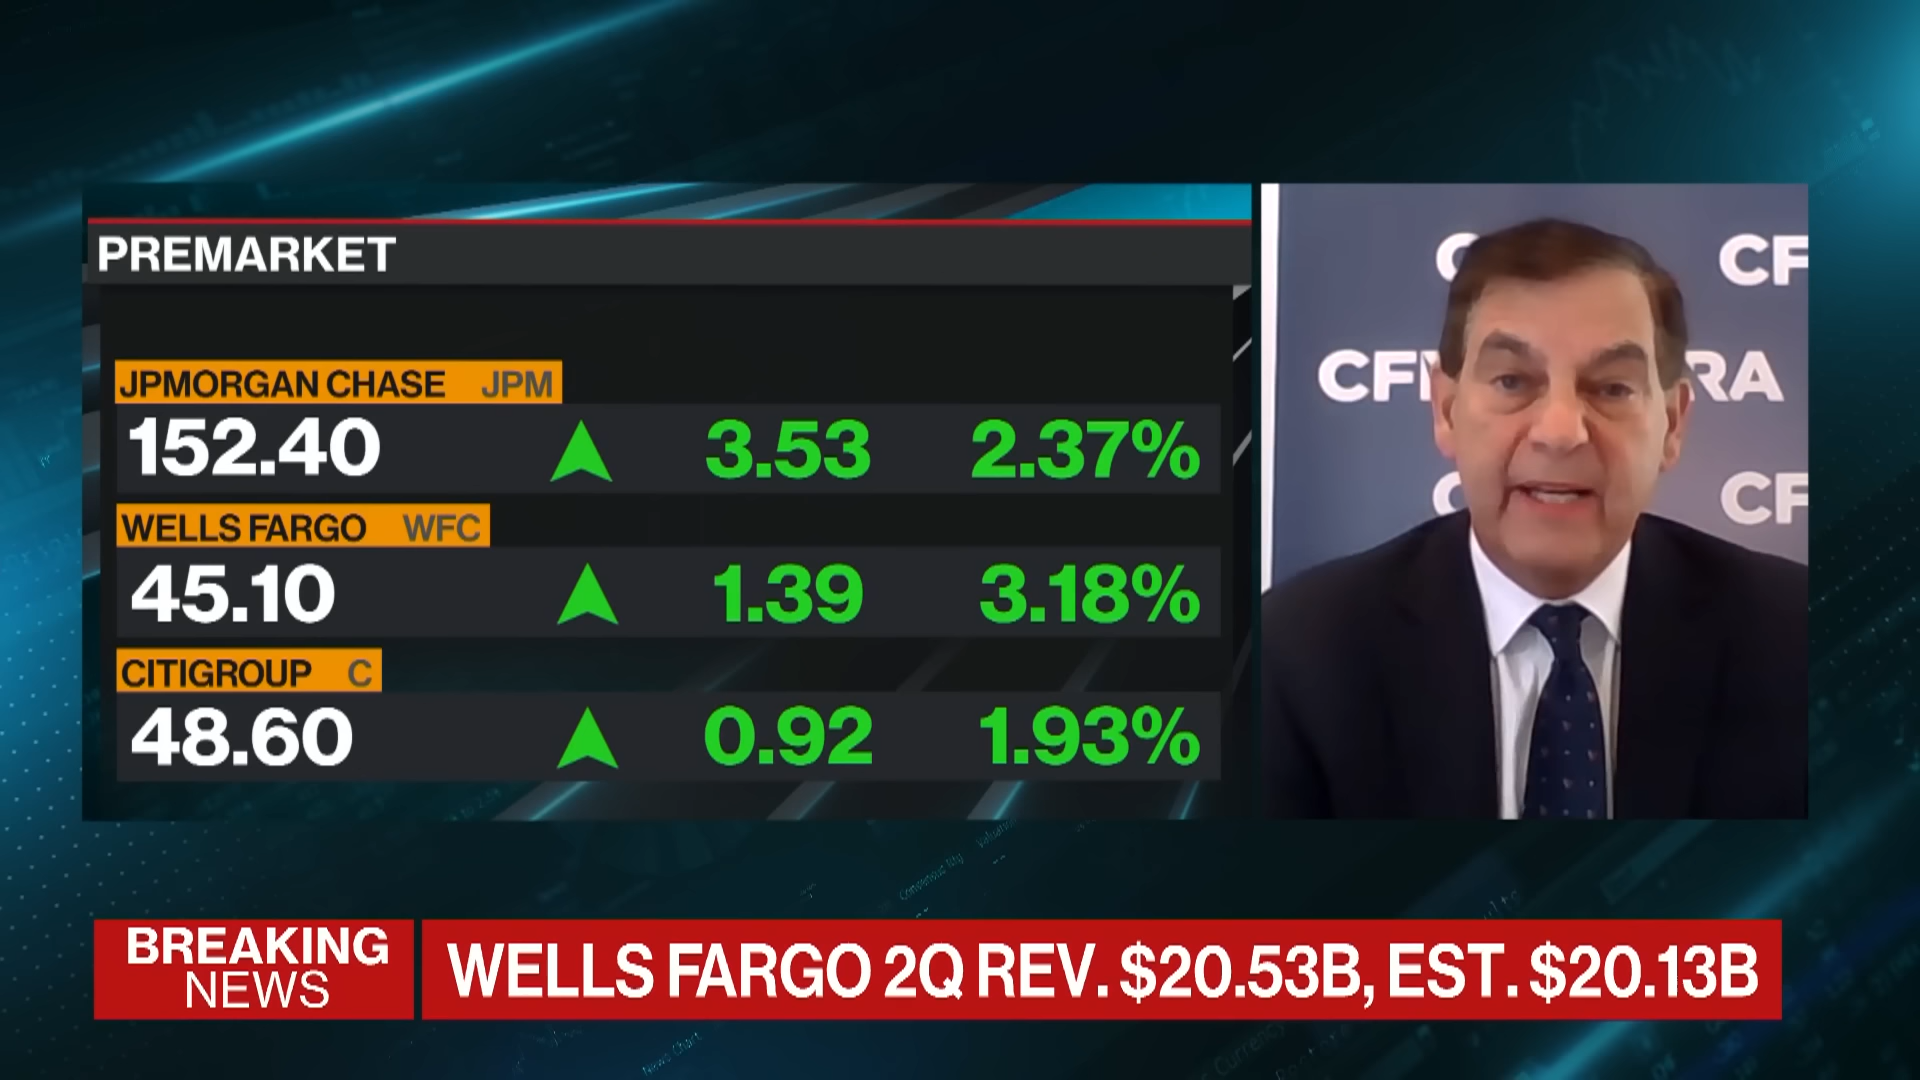 PREMARKET
JPMORGAN CHASE JPM
152.40 3.53 2.37%
WELLS FARGO WFC
45.10 1.39 3.18%
CITIGROUP C
48.60 0.92 1.93%
CF
CF RA
CF
BREAKING
NEWS
WELLS FARGO 2Q REV. $20.53B, EST. $20.13B